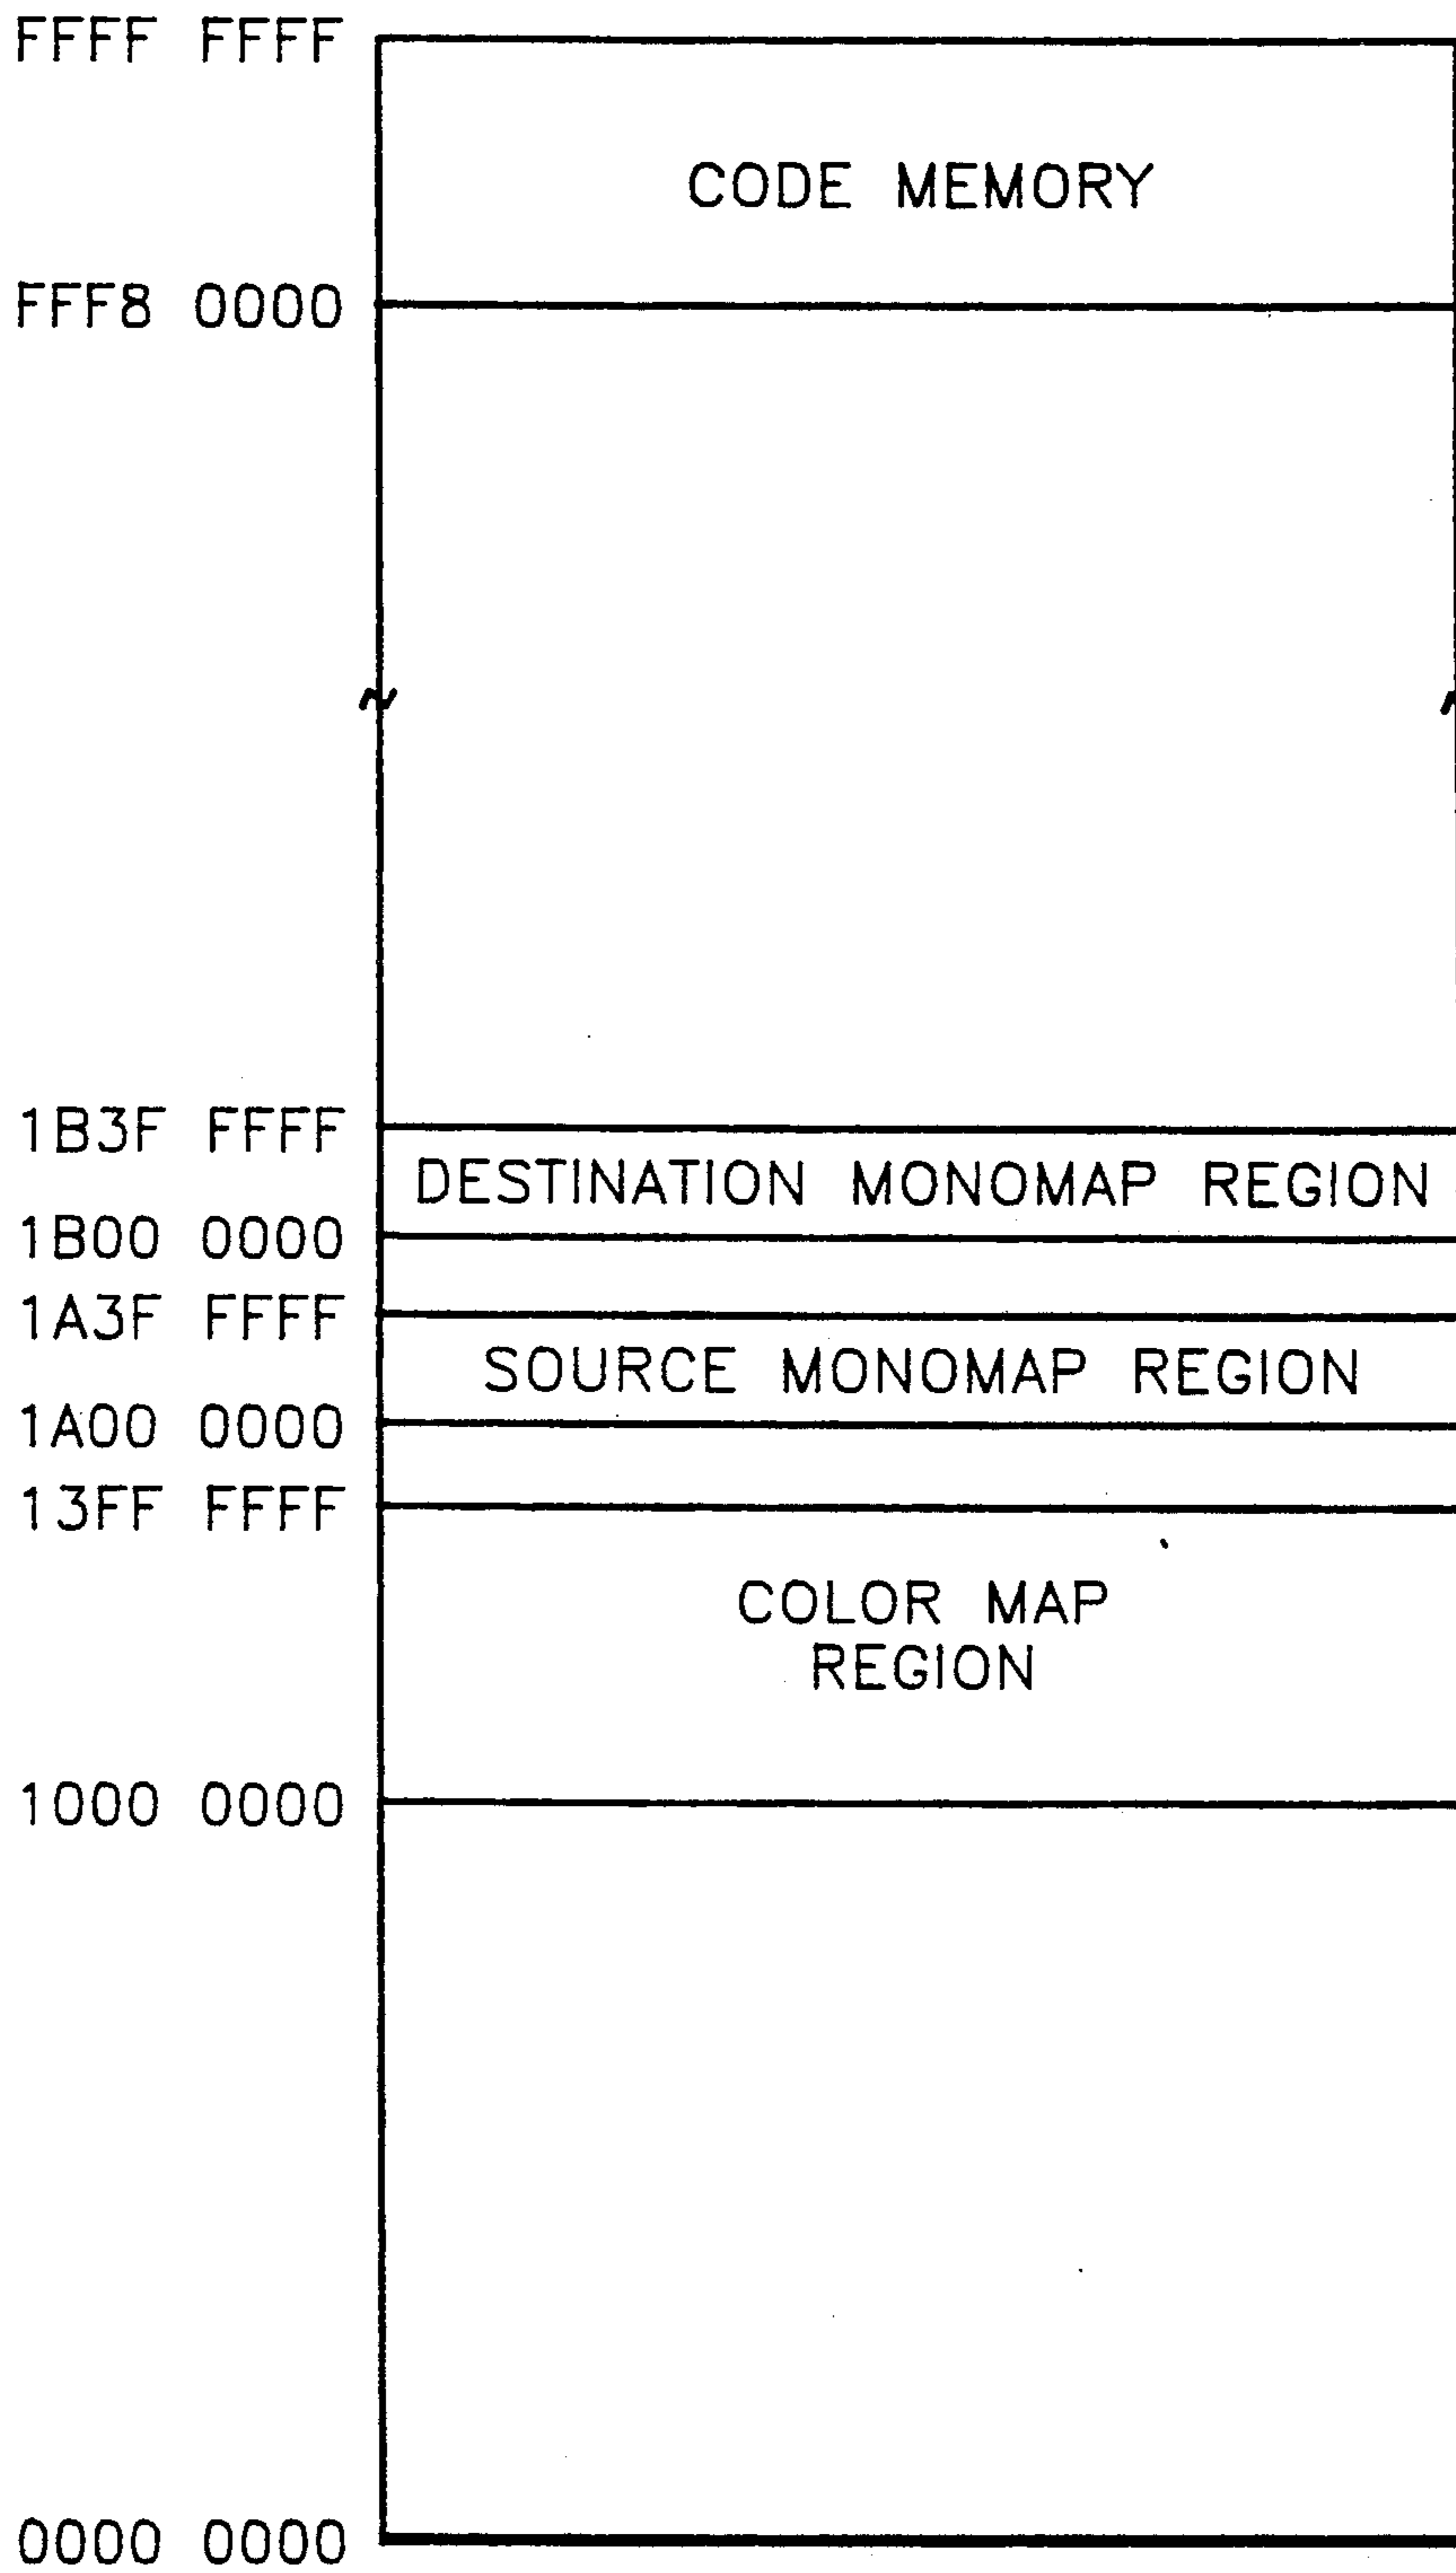 FFFF FFFF
CODE MEMORY
FFF8 0000
1B3F FFFF
DESTINATION MONOMAP REGION
1B00 0000
1A3F FFFF
SOURCE MONOMAP REGION
1A00 0000
13FF FFFF
COLOR MAP
REGION
1000 0000
0000 0000